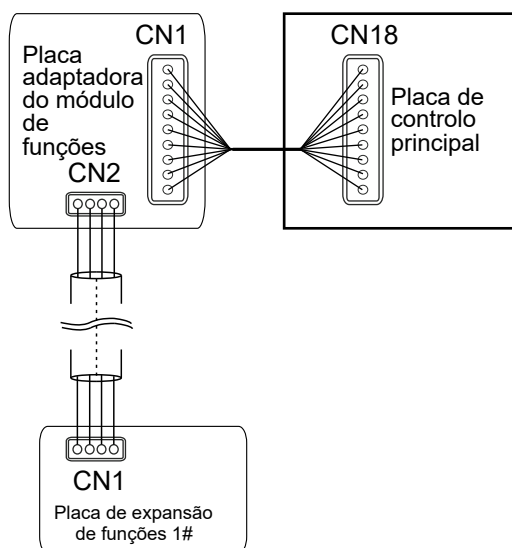 CN1
Placa
adaptadora
do módulo
de
funções
CN2
CN18
Placa de
controlo
principal
CN1
Placa de expansão
de funções 1#